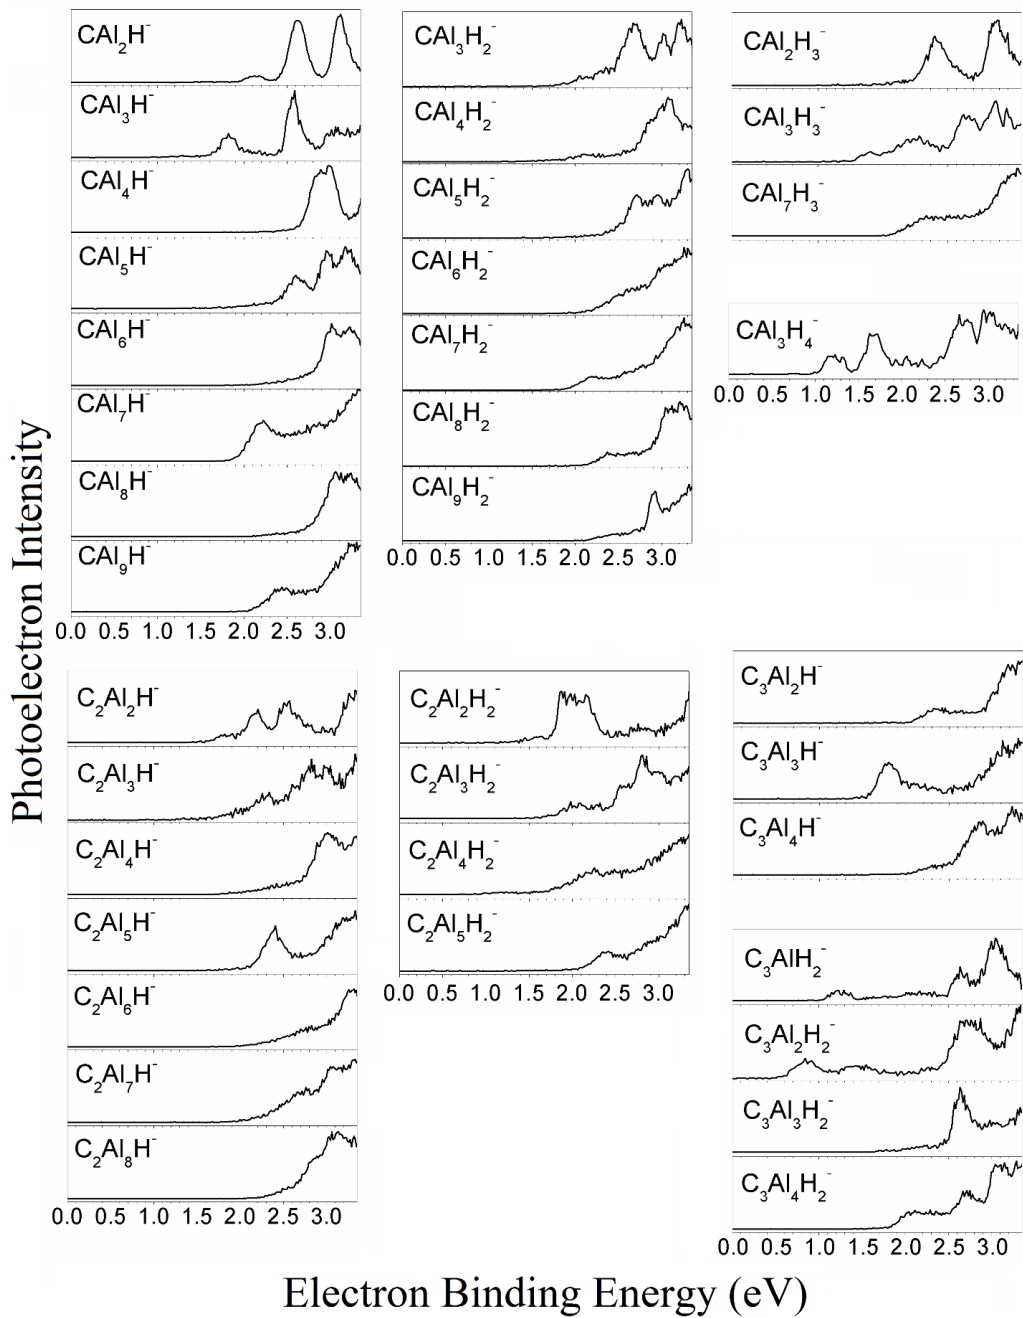 Photoelectron Intensity
CAl₂H⁻
CAl₃H⁻
CAl₄H⁻
CAl₅H⁻
CAl₆H⁻
CAl₇H⁻
CAl₈H⁻
CAl₉H⁻
0.0 0.5 1.0 1.5 2.0 2.5 3.0
CAl₃H₂⁻
CAl₄H₂⁻
CAl₅H₂⁻
CAl₆H₂⁻
CAl₇H₂⁻
CAl₈H₂⁻
CAl₉H₂⁻
0.0 0.5 1.0 1.5 2.0 2.5 3.0
CAl₂H₃⁻
CAl₃H₃⁻
CAl₇H₃⁻
CAl₃H₄⁻
0.0 0.5 1.0 1.5 2.0 2.5 3.0
C₂Al₂H⁻
C₂Al₃H⁻
C₂Al₄H⁻
C₂Al₅H⁻
C₂Al₆H⁻
C₂Al₇H⁻
C₂Al₈H⁻
0.0 0.5 1.0 1.5 2.0 2.5 3.0
C₂Al₂H₂⁻
C₂Al₃H₂⁻
C₂Al₄H₂⁻
C₂Al₅H₂⁻
0.0 0.5 1.0 1.5 2.0 2.5 3.0
C₃Al₂H⁻
C₃Al₃H⁻
C₃Al₄H⁻
C₃AlH₂⁻
C₃Al₂H₂⁻
C₃Al₃H₂⁻
C₃Al₄H₂⁻
0.0 0.5 1.0 1.5 2.0 2.5 3.0
Electron Binding Energy (eV)